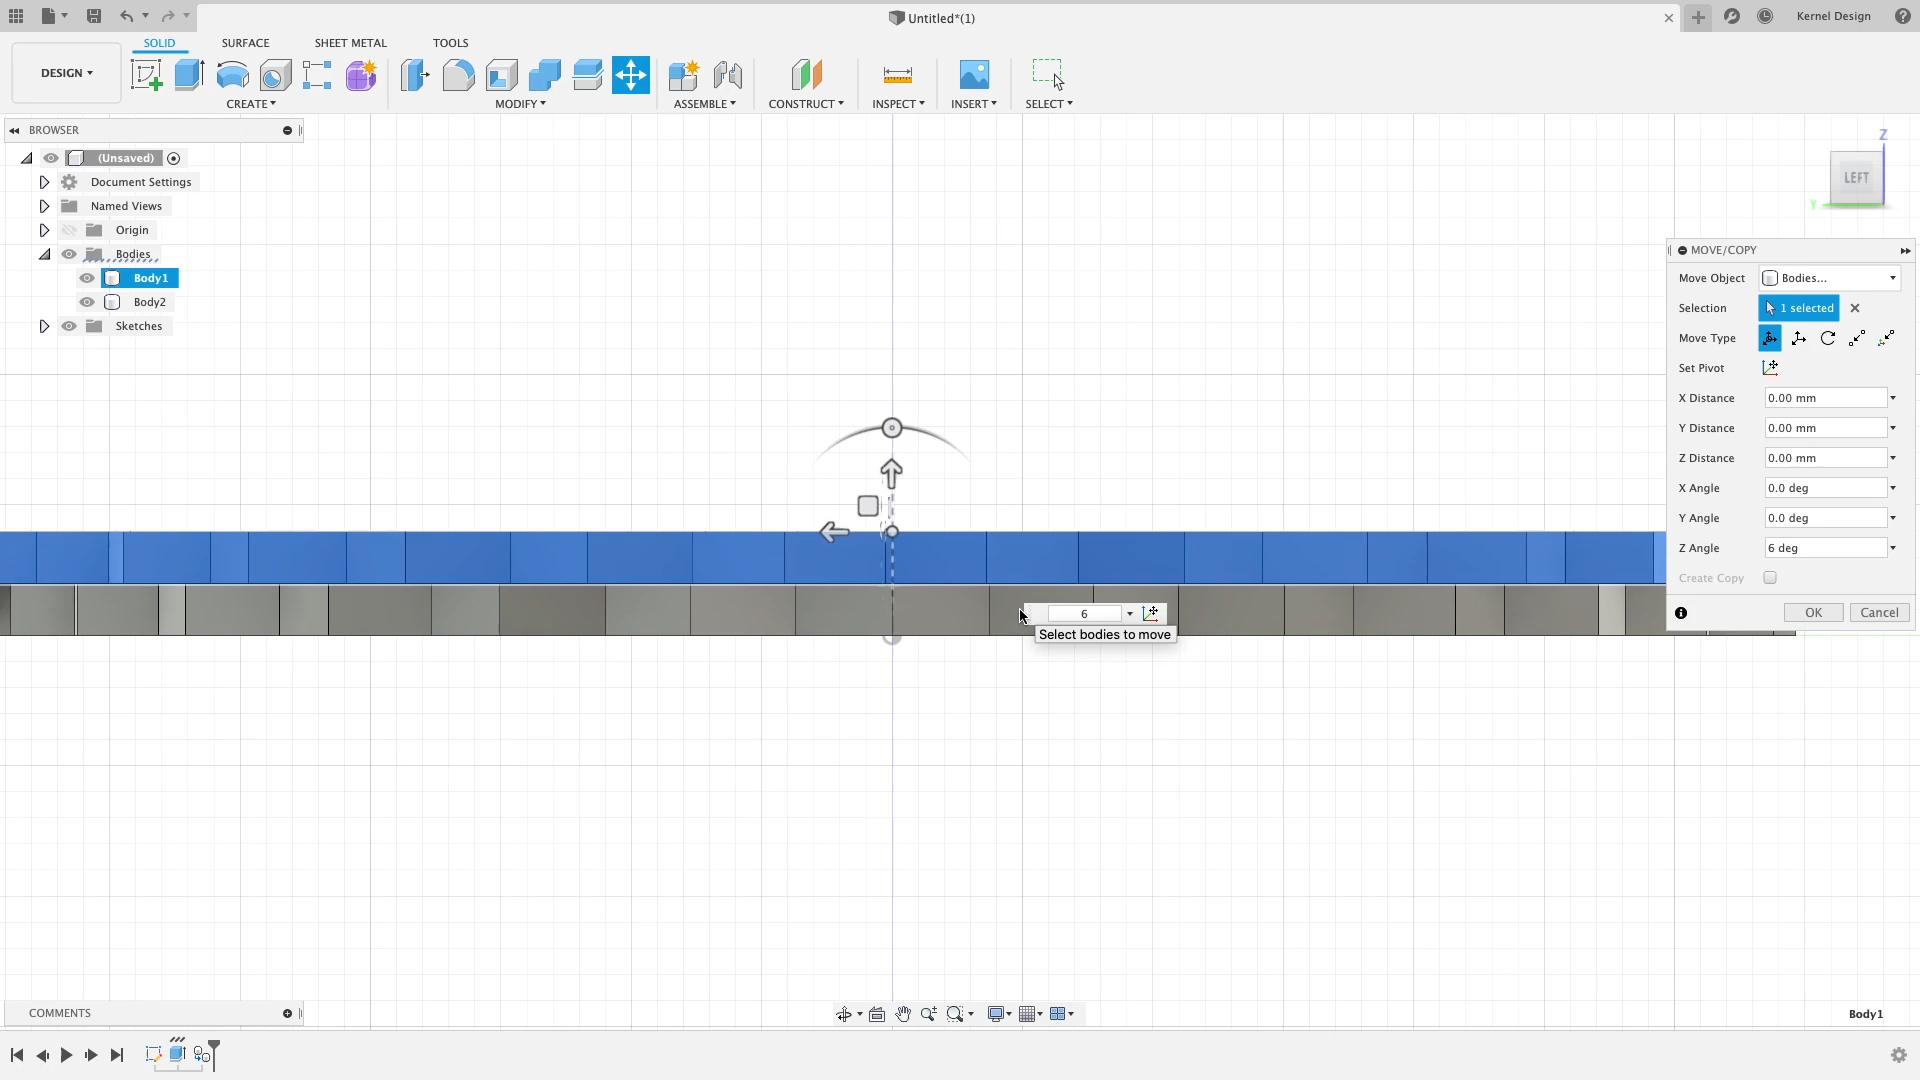 Untitled*(1)
Kernel Design
DESIGN
SOLID
SURFACE
SHEET METAL
TOOLS
CREATE
MODIFY
ASSEMBLE
CONSTRUCT
INSPECT
INSERT
SELECT
BROWSER
(Unsaved)
Document Settings
Named Views
Origin
Bodies
Body1
Body2
Sketches
Z
LEFT
Y
MOVE/COPY
Move Object Bodies...
Selection 1 selected
Move Type
Set Pivot
X Distance 0.00 mm
Y Distance 0.00 mm
Z Distance 0.00 mm
X Angle 0.0 deg
Y Angle 0.0 deg
Z Angle 6 deg
Create Copy
OK Cancel
6
Select bodies to move
COMMENTS
Body1